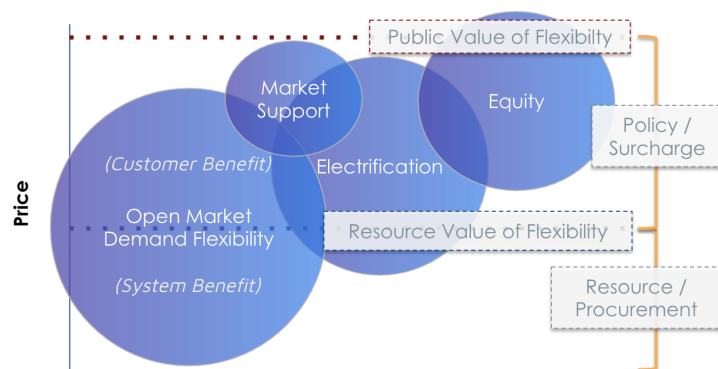 Public Value of Flexibilty
Market
Support
Equity
Policy /
Surcharge
(Customer Benefit)
Electrification
Price
Open Market
Demand Flexibility
Resource Value of Flexibility
(System Benefit)
Resource /
Procurement